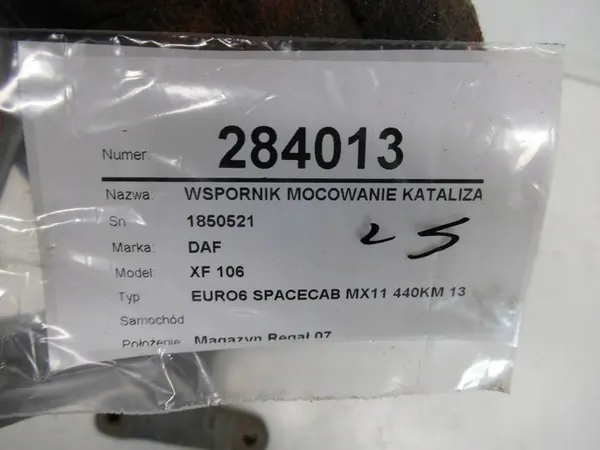 Numer: 284013
Nazwa: WSPORNIK MOCOWANIE KATALIZA
Sn 1850521
Marka: DAF
Model: XF 106
Typ EURO6 SPACECAB MX11 440KM 13
Samochód
Położenie Magazyn Regał 07